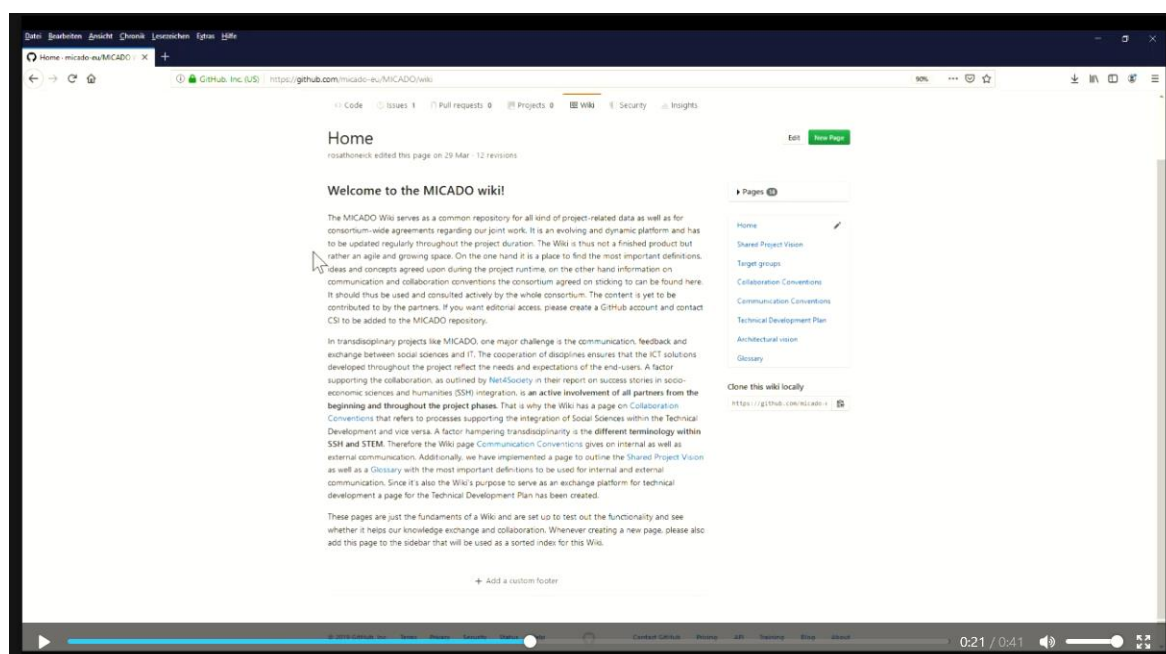 Datei Bearbeiten Ansicht Chronik Lesezeichen Extras Hilfe
Home · micado-eu/MICADO
GitHub, Inc. (US) https://github.com/micado-eu/MICADO/wiki 90%
Code Issues 1 Pull requests 0 Projects 0 Wiki Security Insights
Home
Edit New Page
rosathoneick edited this page on 29 Mar · 12 revisions
Welcome to the MICADO wiki!
The MICADO Wiki serves as a common repository for all kind of project-related data as well as for
consortium-wide agreements regarding our joint work. It is an evolving and dynamic platform and has
to be updated regularly throughout the project duration. The Wiki is thus not a finished product but
rather an agile and growing space. On the one hand it is a place to find the most important definitions,
ideas and concepts agreed upon during the project runtime, on the other hand information on
communication and collaboration conventions the consortium agreed on sticking to can be found here.
It should thus be used and consulted actively by the whole consortium. The content is yet to be
contributed to by the partners. If you want editorial access, please create a GitHub account and contact
CSI to be added to the MICADO repository.
In transdisciplinary projects like MICADO, one major challenge is the communication, feedback and
exchange between social sciences and IT. The cooperation of disciplines ensures that the ICT solutions
developed throughout the project reflect the needs and expectations of the end-users. A factor
supporting the collaboration, as outlined by Net4Society in their report on success stories in socio-
economic sciences and humanities (SSH) integration, is an active involvement of all partners from the
beginning and throughout the project phases. That is why the Wiki has a page on Collaboration
Conventions that refers to processes supporting the integration of Social Sciences within the Technical
Development and vice versa. A factor hampering transdisciplinarity is the different terminology within
SSH and STEM. Therefore the Wiki page Communication Conventions gives on internal as well as
external communication. Additionally, we have implemented a page to outline the Shared Project Vision
as well as a Glossary with the most important definitions to be used for internal and external
communication. Since it's also the Wiki's purpose to serve as an exchange platform for technical
development a page for the Technical Development Plan has been created.
These pages are just the fundaments of a Wiki and are set up to test out the functionality and see
whether it helps our knowledge exchange and collaboration. Whenever creating a new page, please also
add this page to the sidebar that will be used as a sorted index for this Wiki.
+ Add a custom footer
Pages
Home
Shared Project Vision
Target groups
Collaboration Conventions
Communication Conventions
Technical Development Plan
Architectural vision
Glossary
Clone this wiki locally
https://github.com/micado-e
© 2019 GitHub, Inc. Terms Privacy Security Status Help Contact GitHub Pricing API Training Blog About
0:21 / 0:41